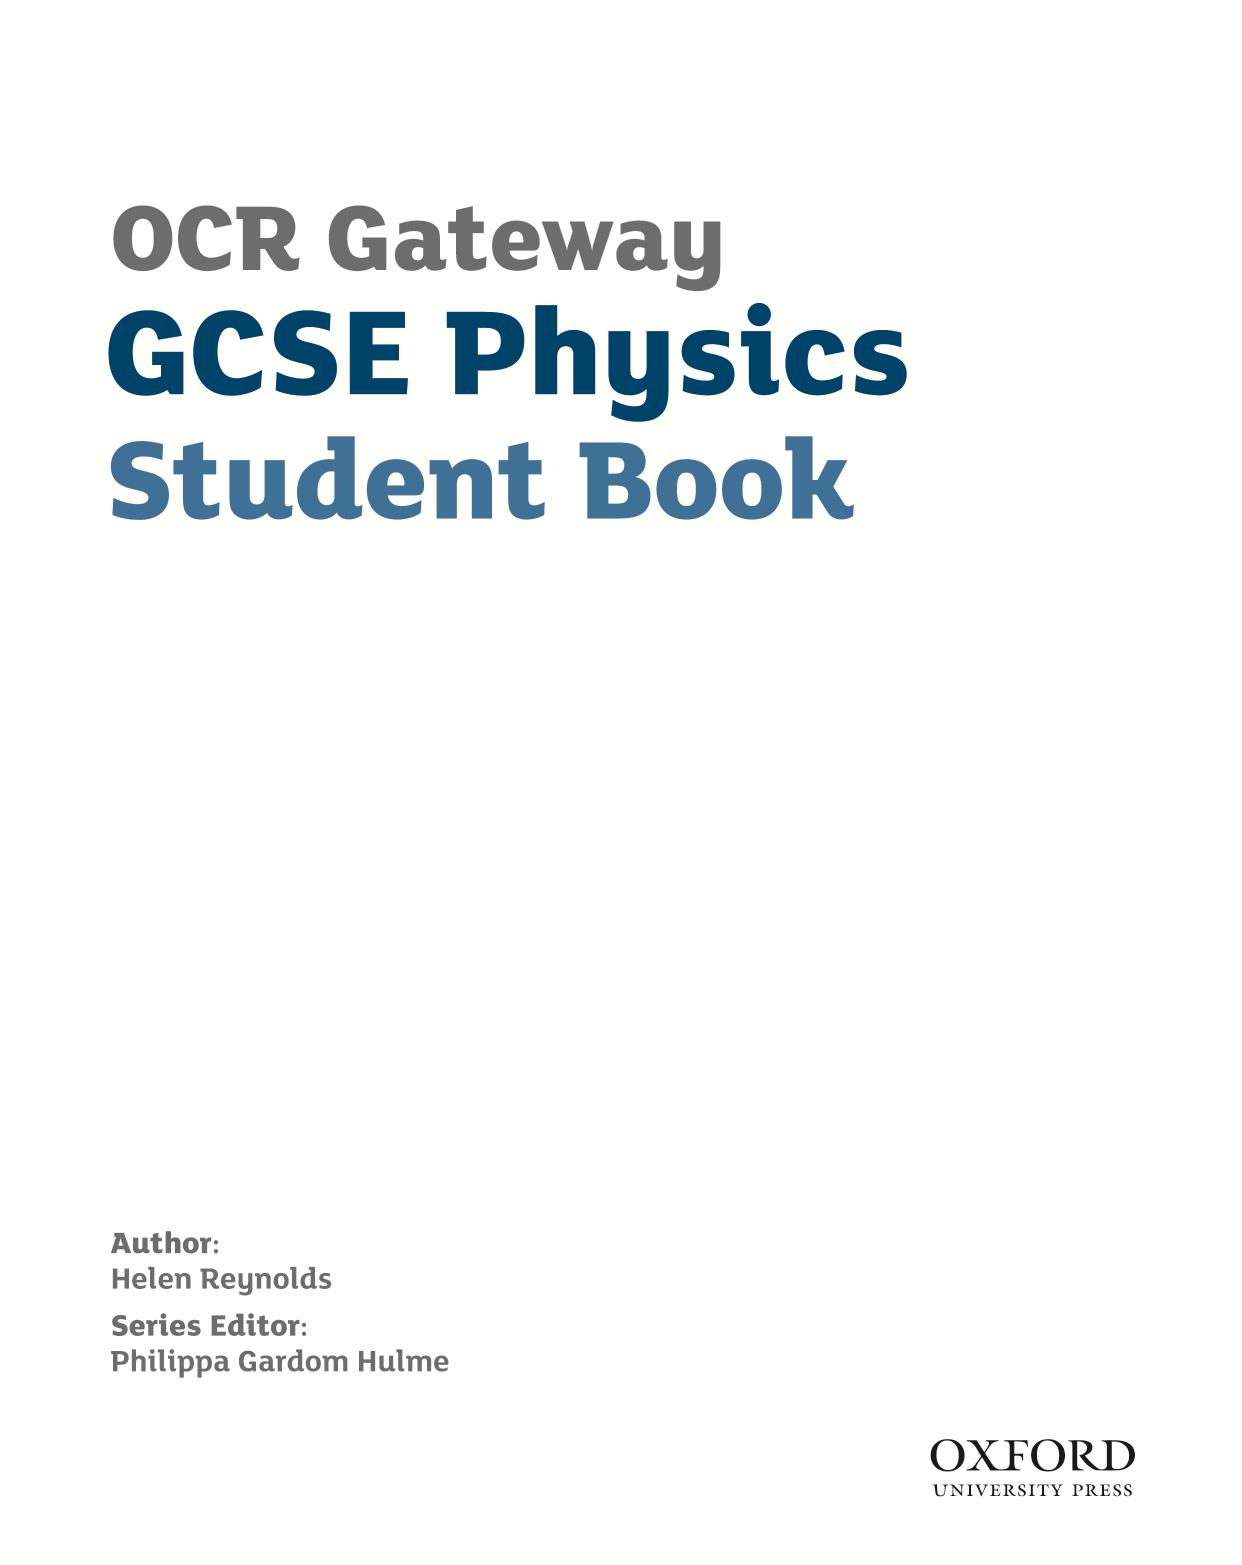 OCR Gateway
GCSE Physics
Student Book
Author:
Helen Reynolds
Series Editor:
Philippa Gardom Hulme
OXFORD
UNIVERSITY PRESS